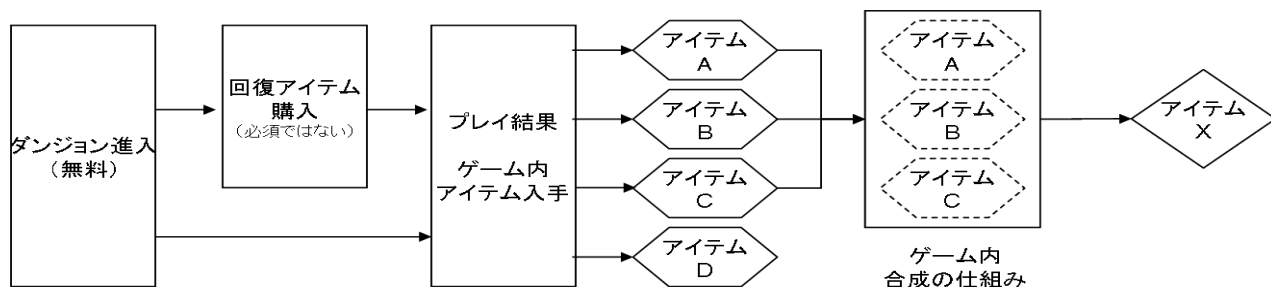 ダンジョン進入
（無料）
回復アイテム
購入
（必須ではない）
プレイ結果
ゲーム内
アイテム入手
アイテム
A
アイテム
B
アイテム
C
アイテム
D
アイテム
A
アイテム
B
アイテム
C
ゲーム内
合成の仕組み
アイテム
X